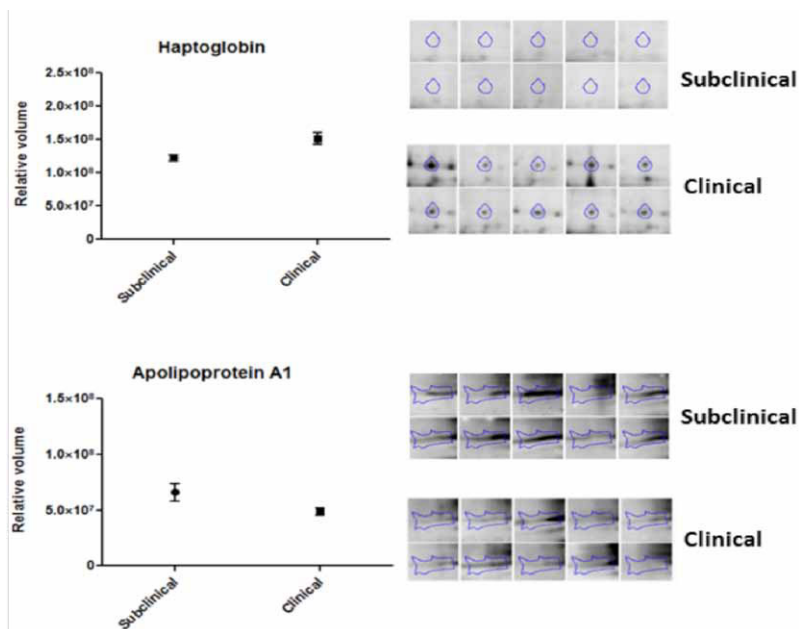 Haptoglobin
Relative volume
2.5×10⁸
2.0×10⁸
1.5×10⁸
1.0×10⁸
5.0×10⁷
0
Subclinical
Clinical
Subclinical
Clinical
Apolipoprotein A1
Relative volume
1.5×10⁸
1.0×10⁸
5.0×10⁷
0
Subclinical
Clinical
Subclinical
Clinical